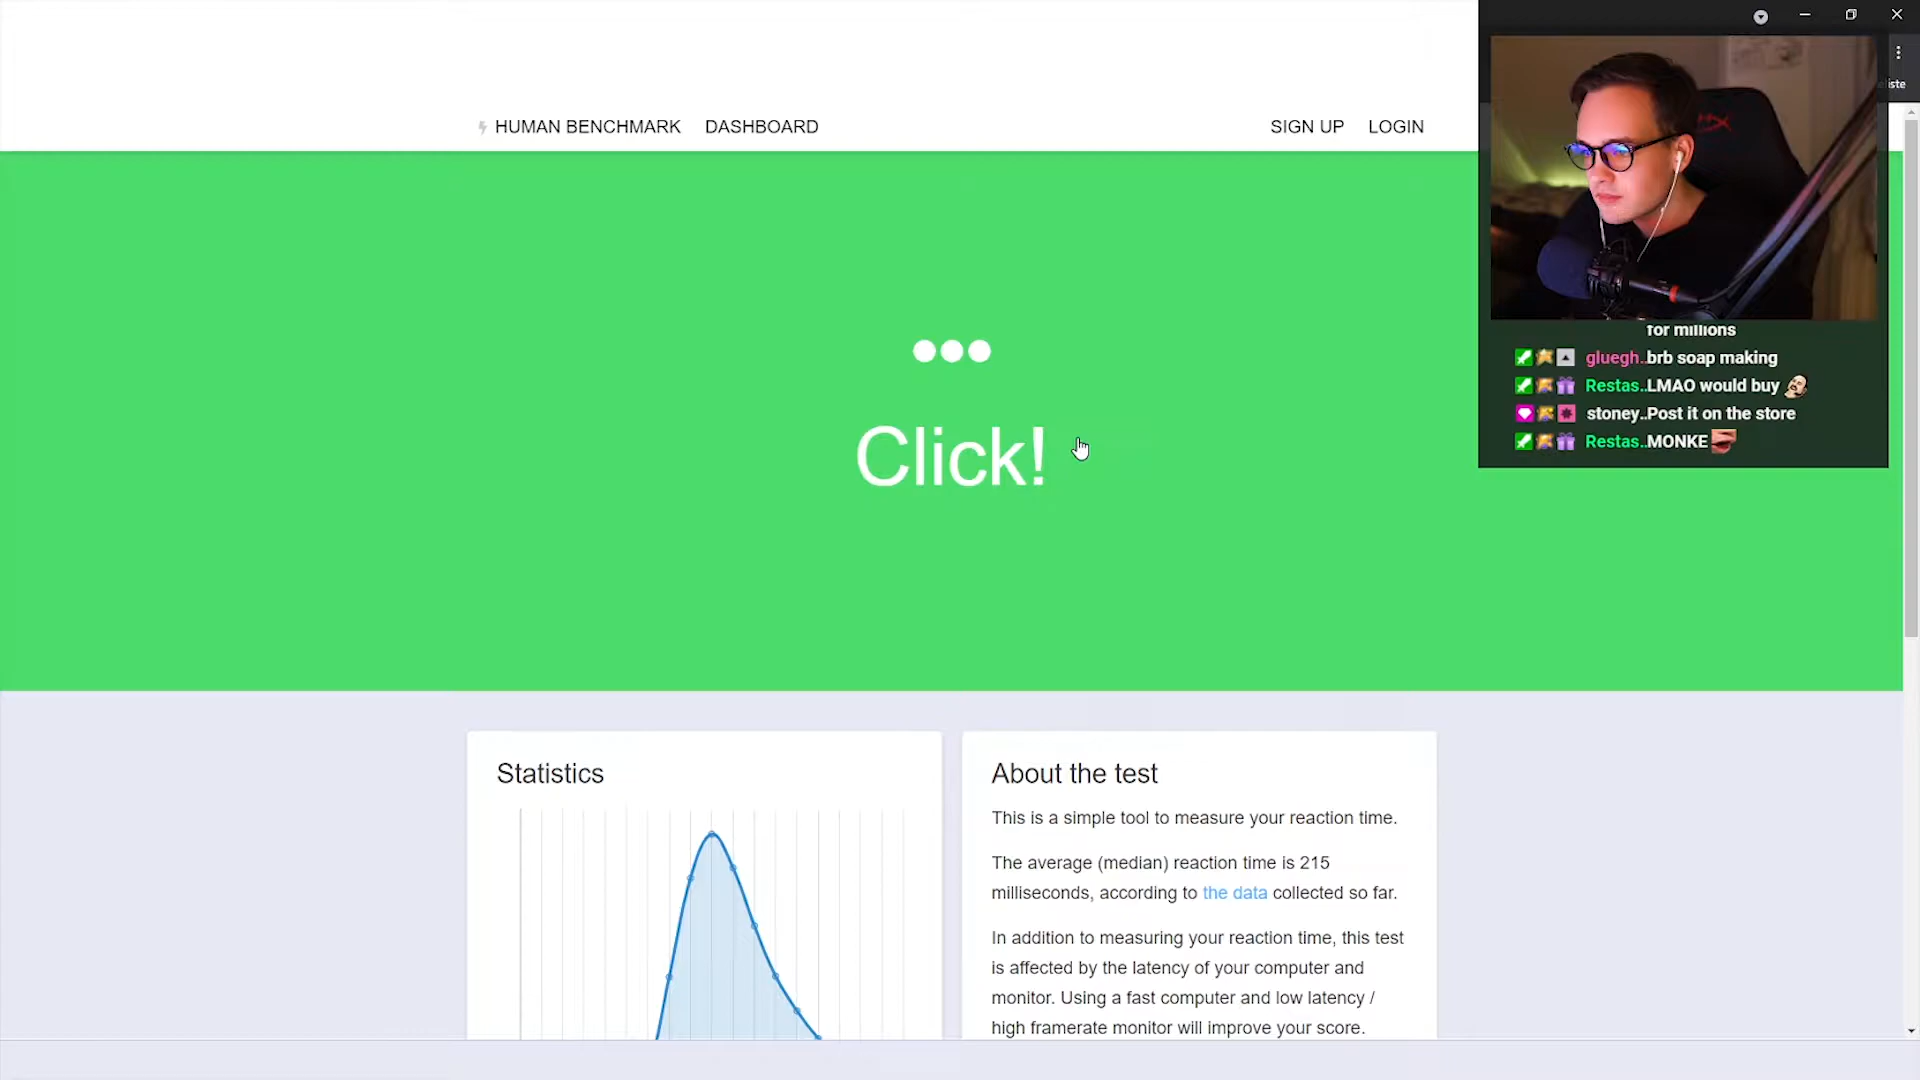 HUMAN BENCHMARK DASHBOARD SIGN UP LOGIN
Click!
for millions
gluegh..brb soap making
Restas..LMAO would buy
stoney..Post it on the store
Restas..MONKE
Statistics
About the test
This is a simple tool to measure your reaction time.
The average (median) reaction time is 215
milliseconds, according to the data collected so far.
In addition to measuring your reaction time, this test
is affected by the latency of your computer and
monitor. Using a fast computer and low latency /
high framerate monitor will improve your score.